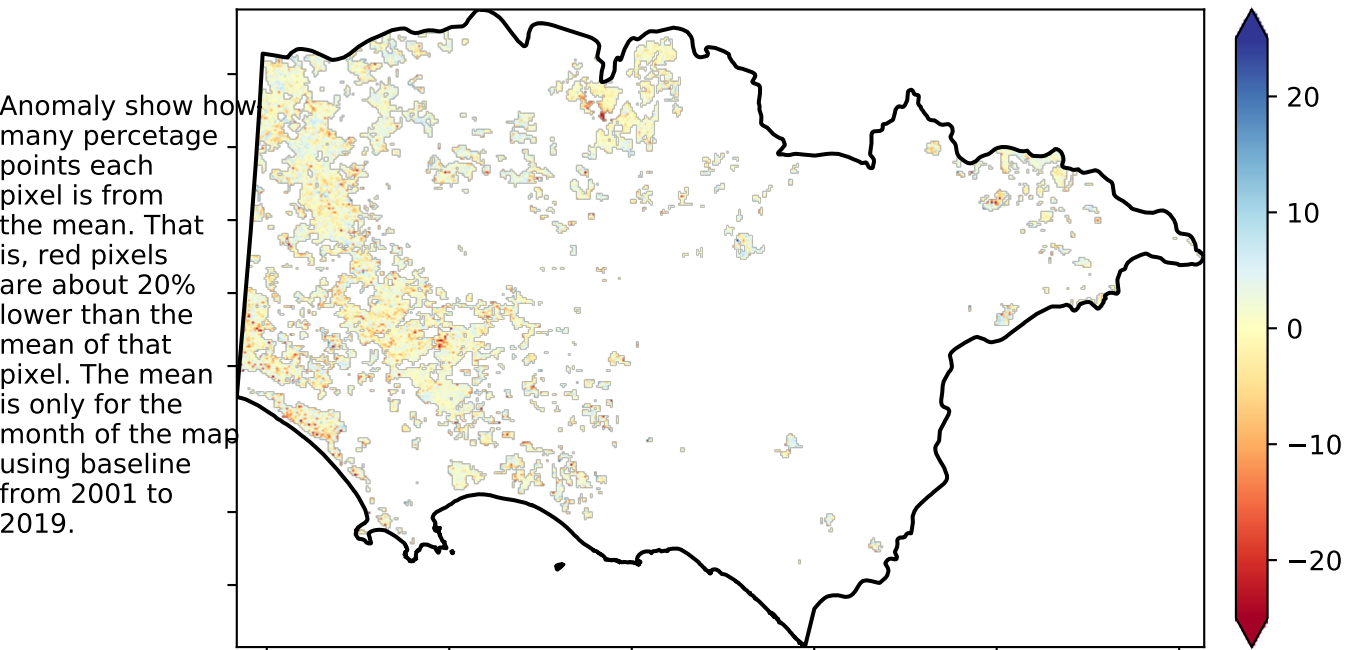 Anomaly show how
many percetage
points each
pixel is from
the mean. That
is, red pixels
are about 20%
lower than the
mean of that
pixel. The mean
is only for the
month of the map
using baseline
from 2001 to
2019.
20
10
0
−10
−20